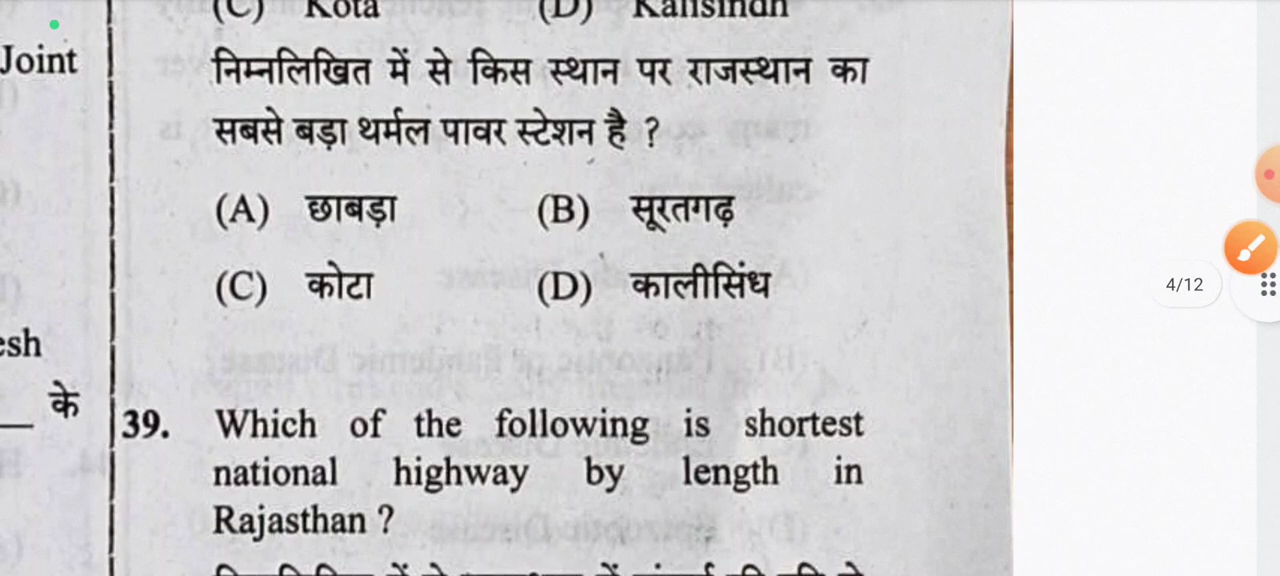 (C) Kota (D) Kalisindh
Joint
निम्नलिखित में से किस स्थान पर राजस्थान का
सबसे बड़ा थर्मल पावर स्टेशन है ?
(A) छाबड़ा (B) सूरतगढ़
(C) कोटा (D) कालीसिंध
esh
के
39. Which of the following is shortest
national highway by length in
Rajasthan ?
4/12